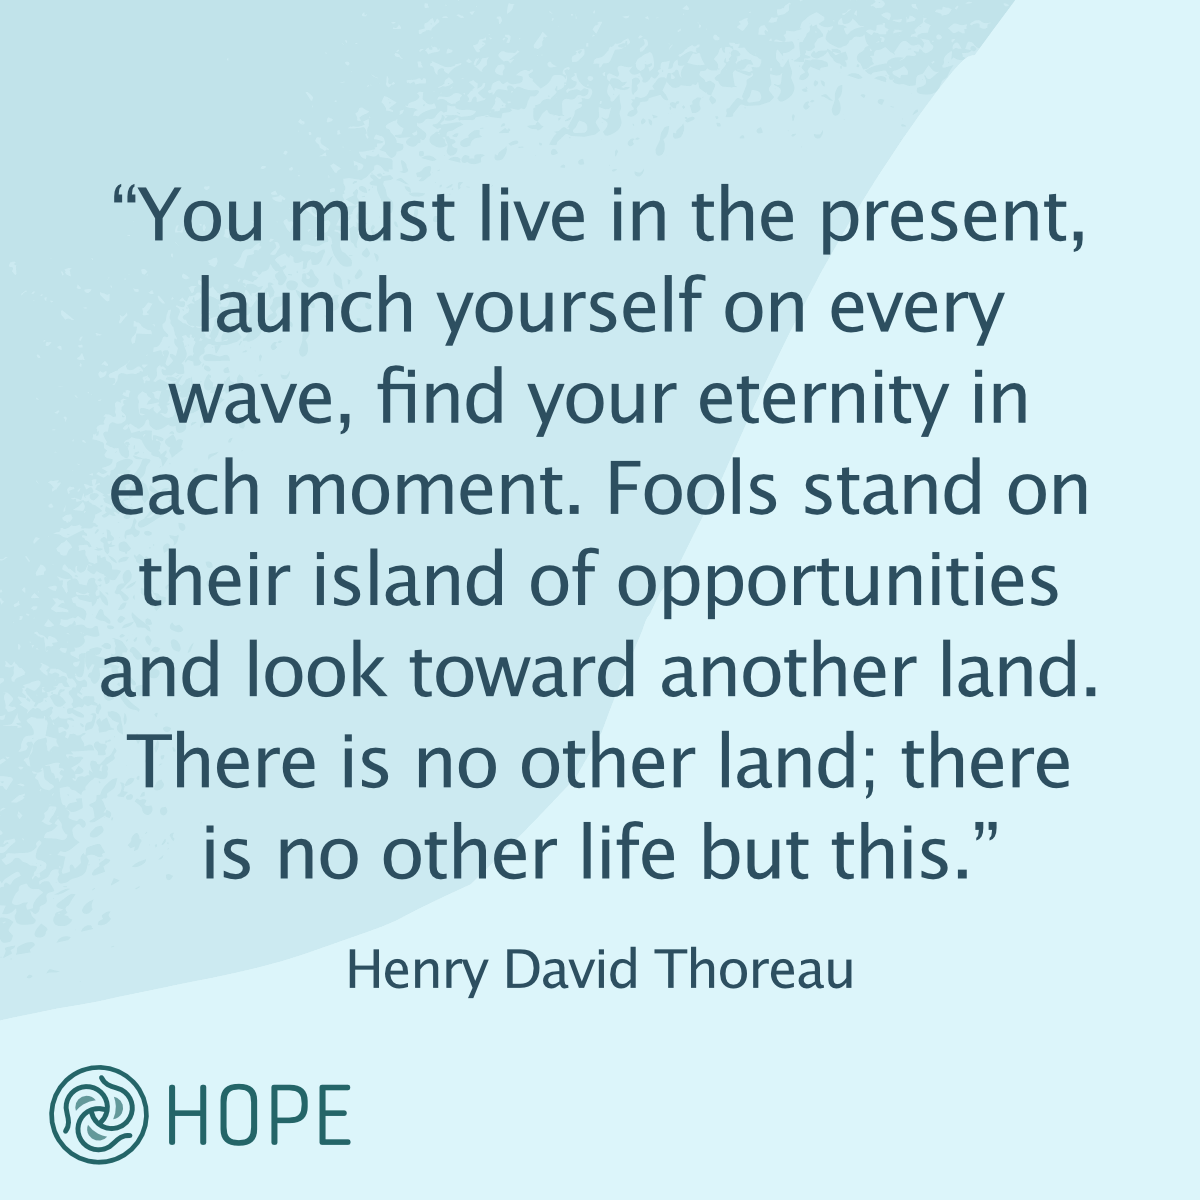 “You must live in the present,
launch yourself on every
wave, find your eternity in
each moment. Fools stand on
their island of opportunities
and look toward another land.
There is no other land; there
is no other life but this.”
Henry David Thoreau
HOPE